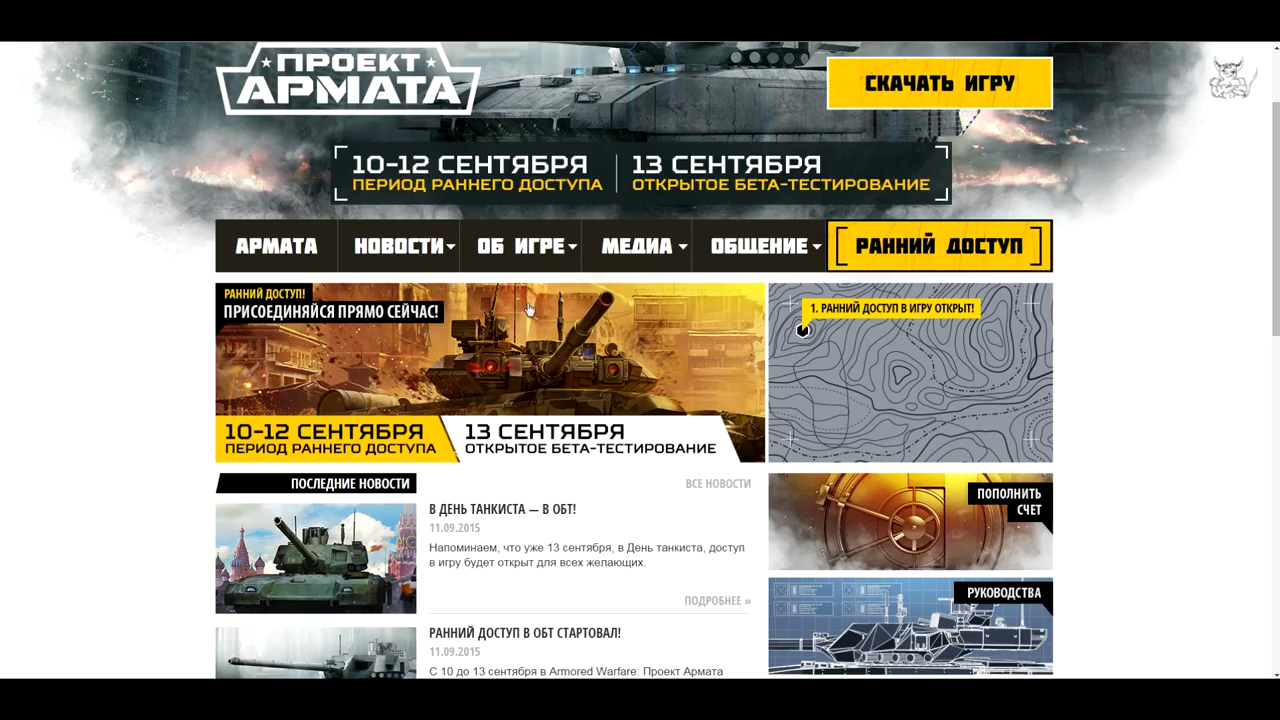 ПРОЕКТ
АРМАТА
СКАЧАТЬ ИГРУ
10-12 СЕНТЯБРЯ
ПЕРИОД РАННЕГО ДОСТУПА
13 СЕНТЯБРЯ
ОТКРЫТОЕ БЕТА-ТЕСТИРОВАНИЕ
АРМАТА НОВОСТИ ОБ ИГРЕ МЕДИА ОБЩЕНИЕ РАННИЙ ДОСТУП
РАННИЙ ДОСТУП!
ПРИСОЕДИНЯЙСЯ ПРЯМО СЕЙЧАС!
10-12 СЕНТЯБРЯ
ПЕРИОД РАННЕГО ДОСТУПА
13 СЕНТЯБРЯ
ОТКРЫТОЕ БЕТА-ТЕСТИРОВАНИЕ
1. РАННИЙ ДОСТУП В ИГРУ ОТКРЫТ!
ПОСЛЕДНИЕ НОВОСТИ
ВСЕ НОВОСТИ
В ДЕНЬ ТАНКИСТА — В ОБТ!
11.09.2015
Напоминаем, что уже 13 сентября, в День танкиста, доступ
в игру будет открыт для всех желающих.
ПОДРОБНЕЕ »
РАННИЙ ДОСТУП В ОБТ СТАРТОВАЛ!
11.09.2015
С 10 до 13 сентября в Armored Warfare: Проект Армата
ПОПОЛНИТЬ
СЧЕТ
РУКОВОДСТВА